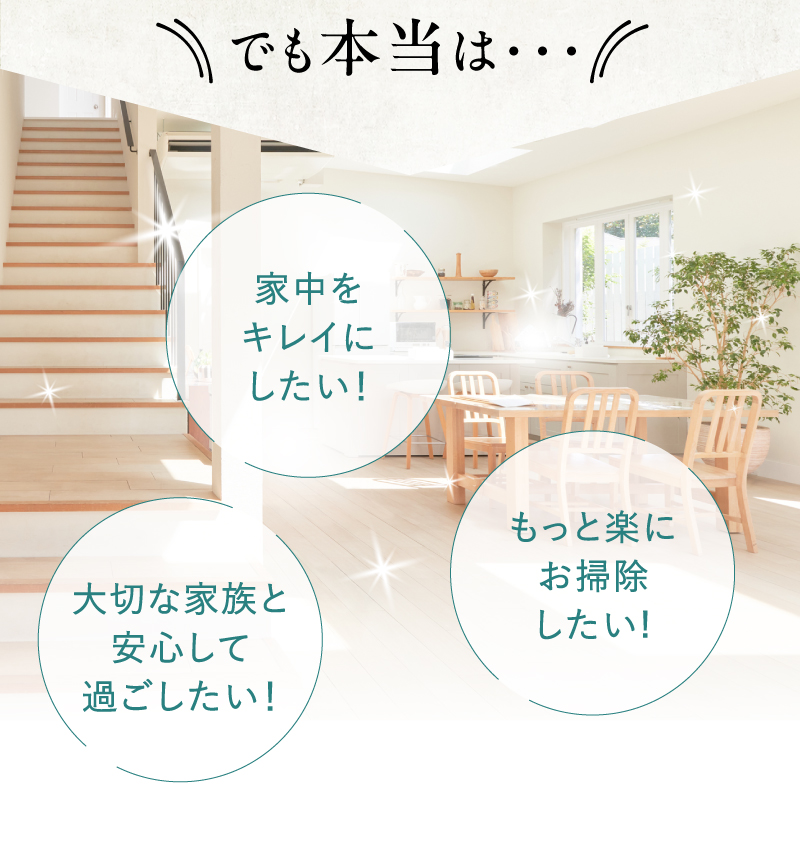 でも本当は・・・
家中を
キレイに
したい！
もっと楽に
お掃除
したい！
大切な家族と
安心して
過ごしたい！